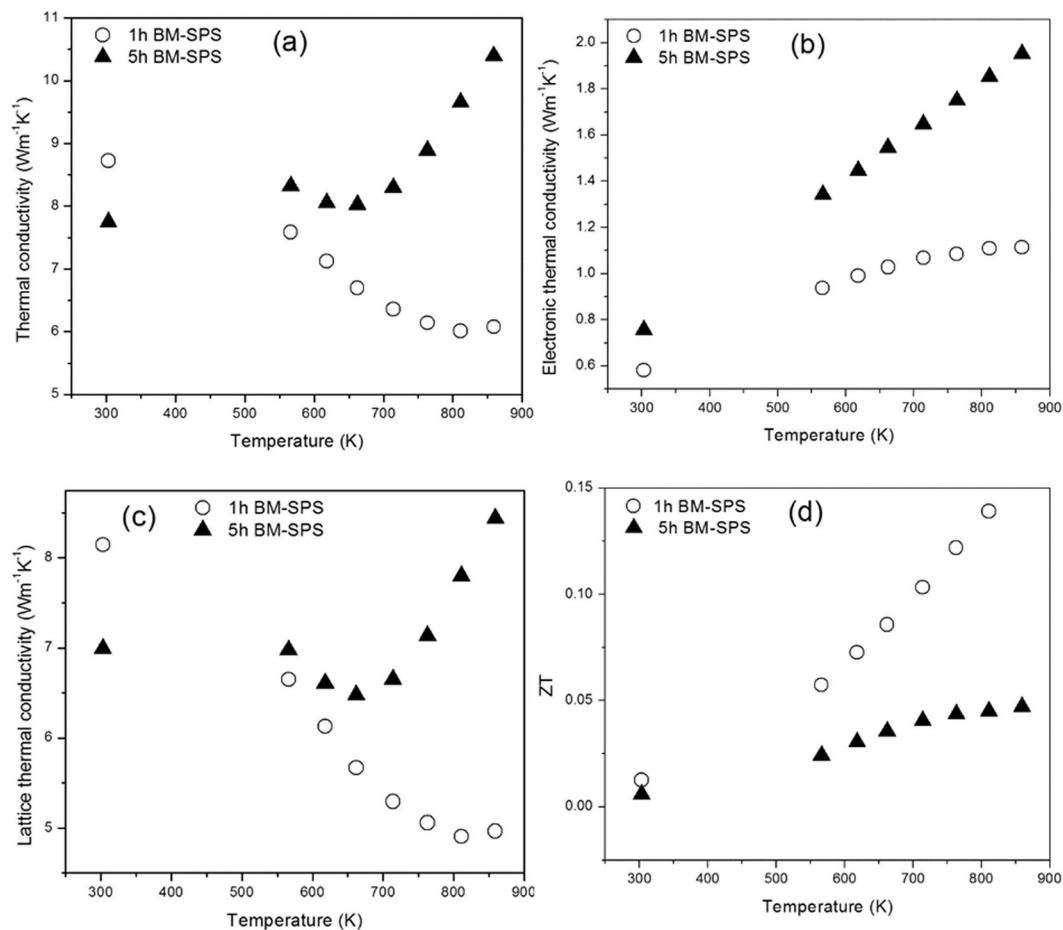 (a)
1h BM-SPS
5h BM-SPS
Thermal conductivity (Wm⁻¹K⁻¹)
11
10
9
8
7
6
5
300 400 500 600 700 800 900
Temperature (K)
(b)
1h BM-SPS
5h BM-SPS
Electronic thermal conductivity (Wm⁻¹K⁻¹)
2.0
1.8
1.6
1.4
1.2
1.0
0.8
0.6
300 400 500 600 700 800 900
Temperature (K)
(c)
1h BM-SPS
5h BM-SPS
Lattice thermal conductivity (Wm⁻¹K⁻¹)
8
7
6
5
300 400 500 600 700 800 900
Temperature (K)
(d)
1h BM-SPS
5h BM-SPS
ZT
0.15
0.10
0.05
0.00
300 400 500 600 700 800 900
Temperature (K)